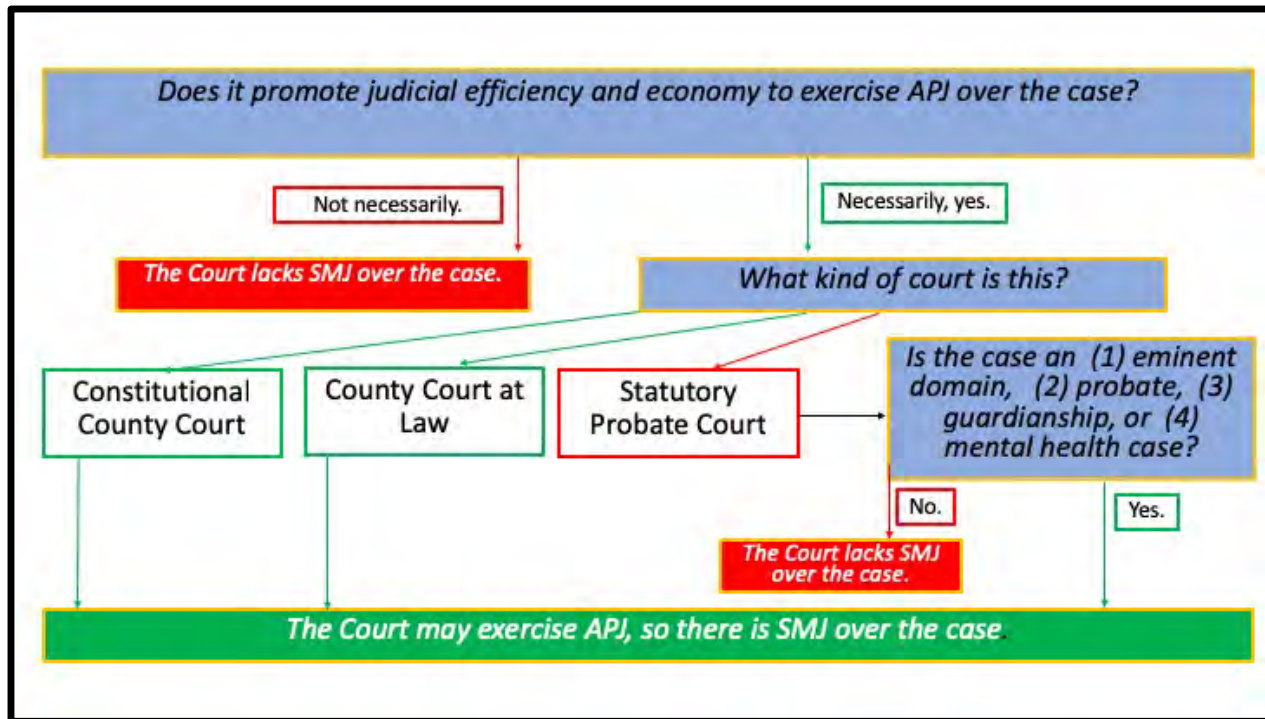 Does it promote judicial efficiency and economy to exercise APJ over the case?
Not necessarily.
Necessarily, yes.
The Court lacks SMJ over the case.
What kind of court is this?
Constitutional
County Court
County Court at
Law
Statutory
Probate Court
Is the case an (1) eminent
domain, (2) probate, (3)
guardianship, or (4)
mental health case?
No.
Yes.
The Court lacks SMJ
over the case.
The Court may exercise APJ, so there is SMJ over the case.